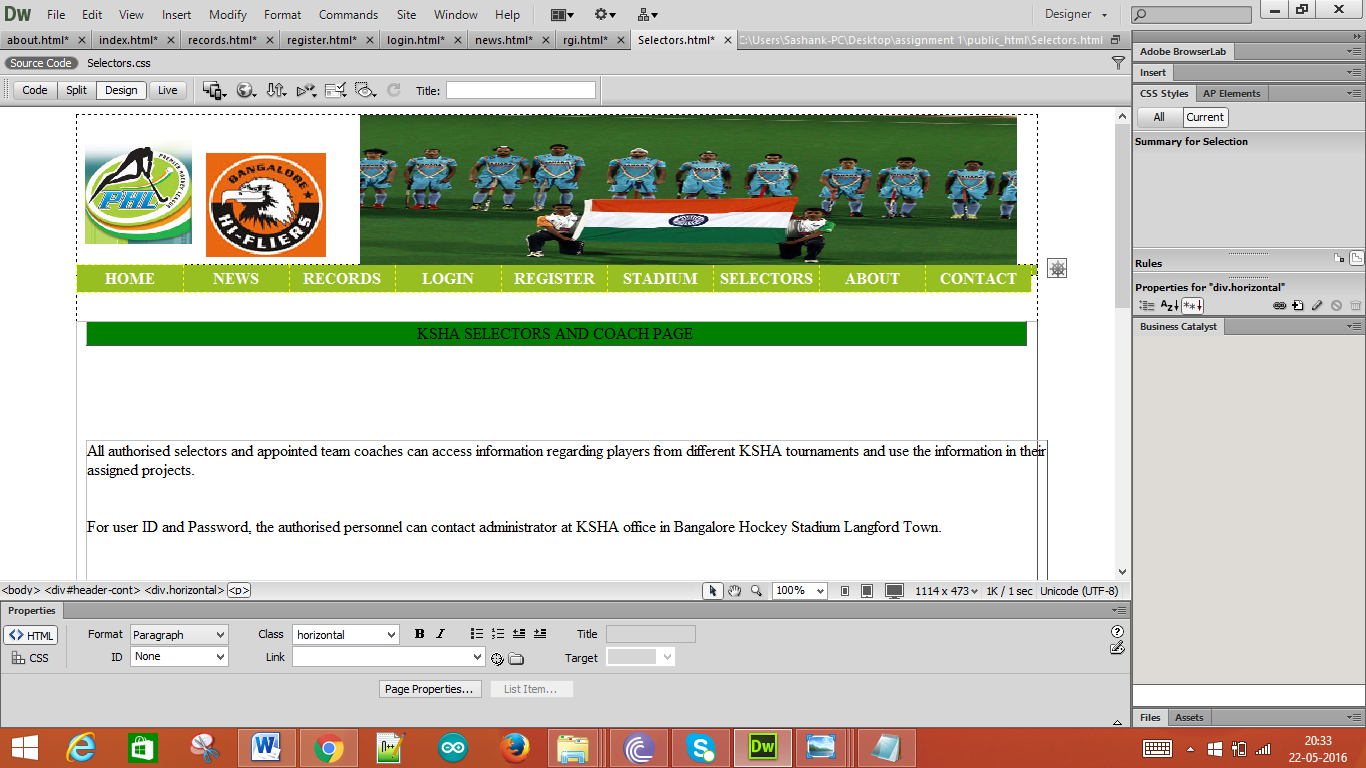 Dw File Edit View Insert Modify Format Commands Site Window Help Designer
about.html* index.html* records.html* register.html* login.html* news.html* rgi.html* Selectors.html* C:\Users\Sashank-PC\Desktop\assignment 1\public_html\Selectors.html
Source Code Selectors.css
Code Split Design Live Title:
Adobe BrowserLab
Insert
CSS Styles AP Elements
All Current
Summary for Selection
Rules
Properties for "div.horizontal"
Business Catalyst
PREMIER HOCKEY LEAGUE
PHL
BANGALORE
HI-FLIERS
HOME NEWS RECORDS LOGIN REGISTER STADIUM SELECTORS ABOUT CONTACT
KSHA SELECTORS AND COACH PAGE
All authorised selectors and appointed team coaches can access information regarding players from different KSHA tournaments and use the information in their
assigned projects.
For user ID and Password, the authorised personnel can contact administrator at KSHA office in Bangalore Hockey Stadium Langford Town.
<body> <div#header-cont> <div.horizontal> <p> 100% 1114 x 473 1K / 1 sec Unicode (UTF-8)
Properties
HTML Format Paragraph Class horizontal B I Title
CSS ID None Link Target
Page Properties... List Item...
Files Assets
20:33
22-05-2016